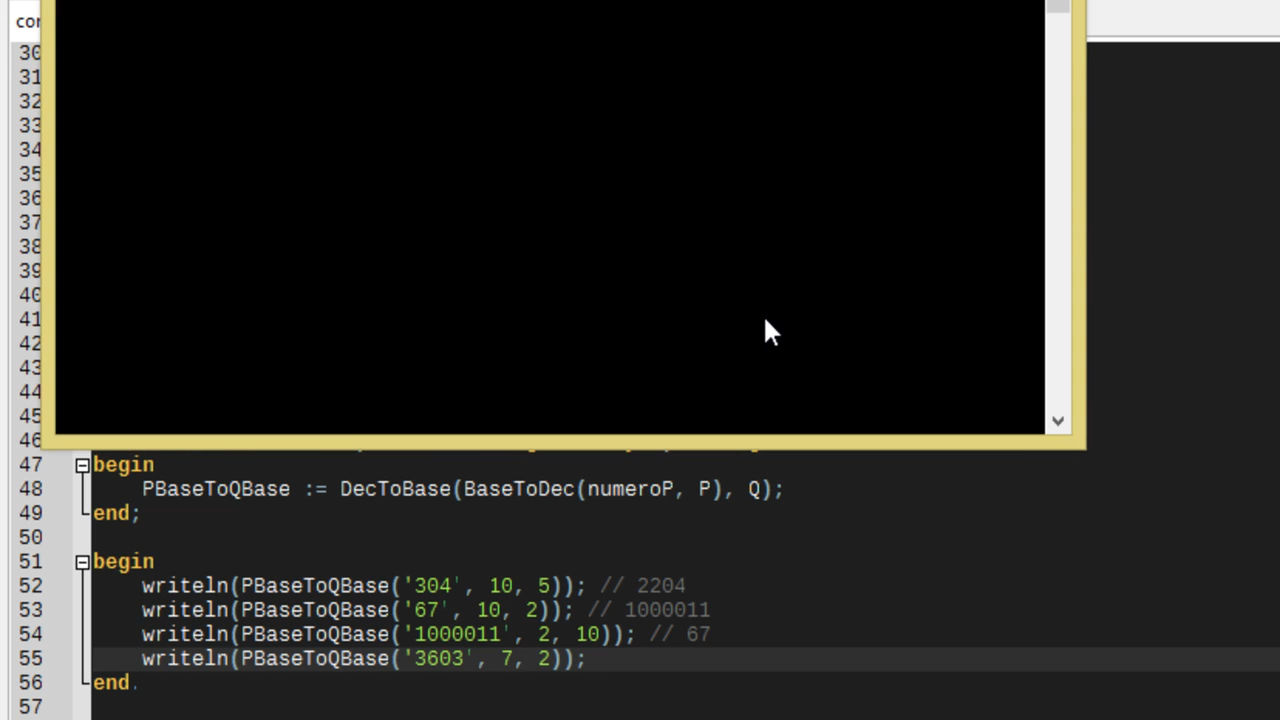 cor
30
31
32
33
34
35
36
37
38
39
40
41
42
43
44
45
46
47 begin
48 PBaseToQBase := DecToBase(BaseToDec(numeroP, P), Q);
49 end;
50
51 begin
52 writeln(PBaseToQBase('304', 10, 5)); // 2204
53 writeln(PBaseToQBase('67', 10, 2)); // 1000011
54 writeln(PBaseToQBase('1000011', 2, 10)); // 67
55 writeln(PBaseToQBase('3603', 7, 2));
56 end.
57